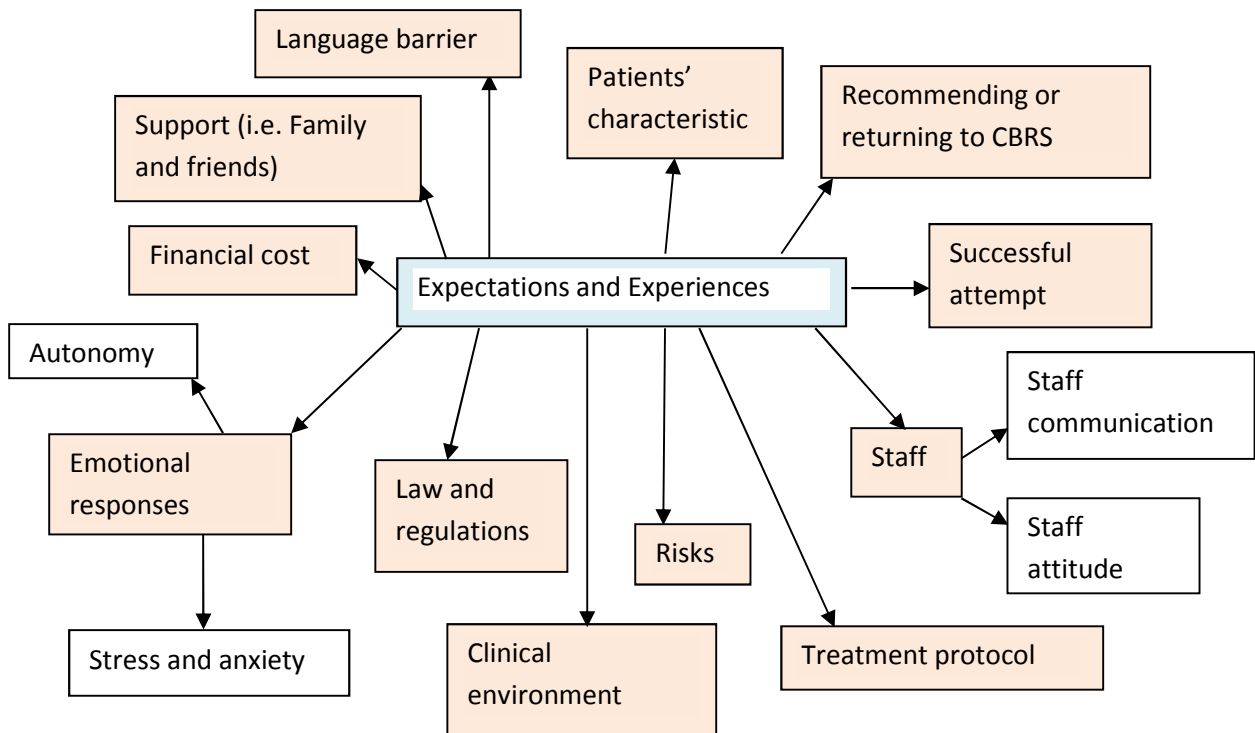 Language barrier
Patients’
characteristic
Recommending or
returning to CBRS
Support (i.e. Family
and friends)
Financial cost
Successful
attempt
Expectations and Experiences
Autonomy
Staff
communication
Emotional
responses
Law and
regulations
Staff
Risks
Staff
attitude
Stress and anxiety
Clinical
environment
Treatment protocol